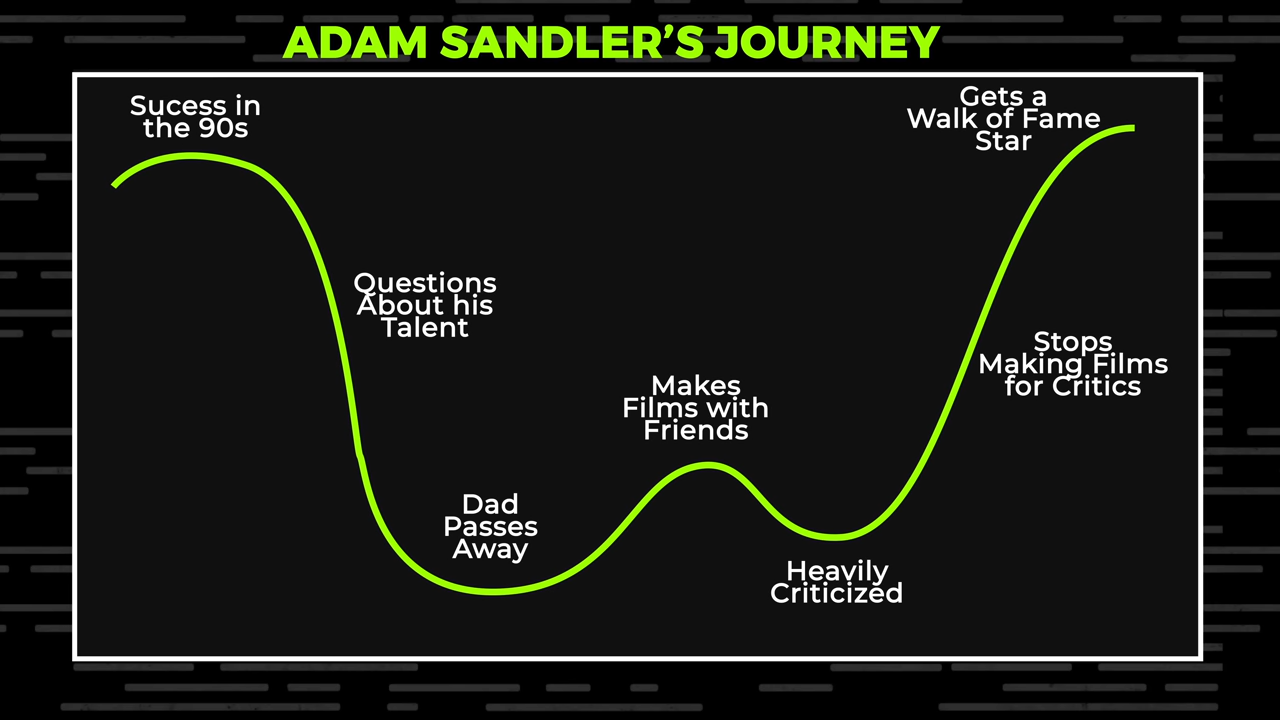 ADAM SANDLER’S JOURNEY
Sucess in
the 90s
Questions
About his
Talent
Dad
Passes
Away
Makes
Films with
Friends
Heavily
Criticized
Stops
Making Films
for Critics
Gets a
Walk of Fame
Star